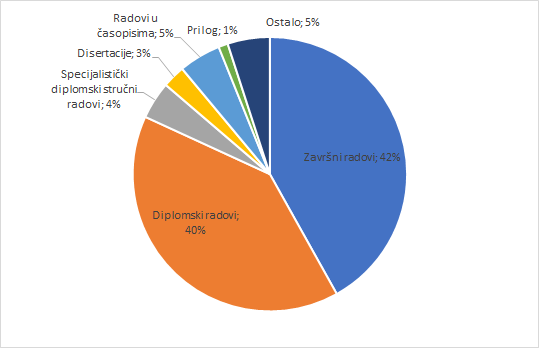 Ostalo; 5%
Prilog; 1%
Radovi u
časopisima; 5%
Disertacije; 3%
Specijalistički
diplomski stručni
radovi; 4%
Završni radovi; 42%
Diplomski radovi;
40%